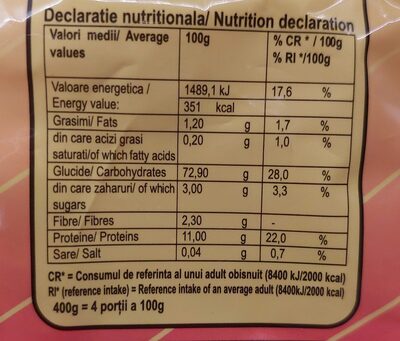 Declaratie nutritionala/ Nutrition declaration
Valori medii/ Average values 100g % CR * / 100g % RI */100g
Valoare energetica / Energy value: 1489,1 kJ 351 kcal 17,6 %
Grasimi/ Fats 1,20 g 1,7 %
din care acizi grasi saturati/of which fatty acids 0,20 g 1,0 %
Glucide/ Carbohydrates 72,90 g 28,0 %
din care zaharuri/ of which sugars 3,00 g 3,3 %
Fibre/ Fibres 2,30 g -
Proteine/ Proteins 11,00 g 22,0 %
Sare/ Salt 0,04 g 0,7 %
CR* = Consumul de referinta al unui adult obisnuit (8400 kJ/2000 kcal)
RI* (reference intake) = Reference intake of an average adult (8400kJ/2000 kcal)
400g = 4 porții a 100g